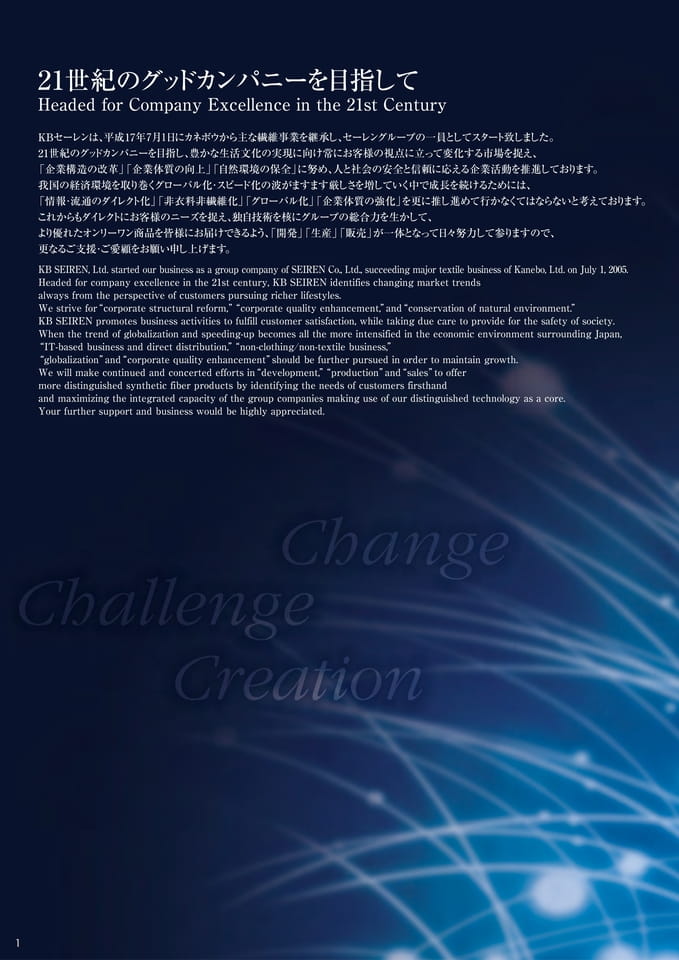 21世紀のグッドカンパニーを目指して
Headed for Company Excellence in the 21st Century
KBセーレンは、平成17年7月1日にカネボウから主な繊維事業を継承し、セーレングループの一員としてスタート致しました。
21世紀のグッドカンパニーを目指し、豊かな生活文化の実現に向け常にお客様の視点に立って変化する市場を捉え、
「企業構造の改革」「企業体質の向上」「自然環境の保全」に努め、人と社会の安全と信頼に応える企業活動を推進しております。
我国の経済環境を取り巻くグローバル化・スピード化の波がますます厳しさを増していく中で成長を続けるためには、
「情報・流通のダイレクト化」「非衣料非繊維化」「グローバル化」「企業体質の強化」を更に推し進めて行かなくてはならないと考えております。
これからもダイレクトにお客様のニーズを捉え、独自技術を核にグループの総合力を生かして、
より優れたオンリーワン商品を皆様にお届けできるよう、「開発」「生産」「販売」が一体となって日々努力して参りますので、
更なるご支援・ご愛顧をお願い申し上げます。
KB SEIREN, Ltd. started our business as a group company of SEIREN Co., Ltd., succeeding major textile business of Kanebo, Ltd. on July 1, 2005.
Headed for company excellence in the 21st century, KB SEIREN identifies changing market trends
always from the perspective of customers pursuing richer lifestyles.
We strive for “corporate structural reform,” “corporate quality enhancement,” and “conservation of natural environment.”
KB SEIREN promotes business activities to fulfill customer satisfaction, while taking due care to provide for the safety of society.
When the trend of globalization and speeding-up becomes all the more intensified in the economic environment surrounding Japan,
“IT-based business and direct distribution,” “non-clothing/non-textile business,”
“globalization” and “corporate quality enhancement” should be further pursued in order to maintain growth.
We will make continued and concerted efforts in “development,” “production” and “sales” to offer
more distinguished synthetic fiber products by identifying the needs of customers firsthand
and maximizing the integrated capacity of the group companies making use of our distinguished technology as a core.
Your further support and business would be highly appreciated.
Change
Challenge
Creation
1